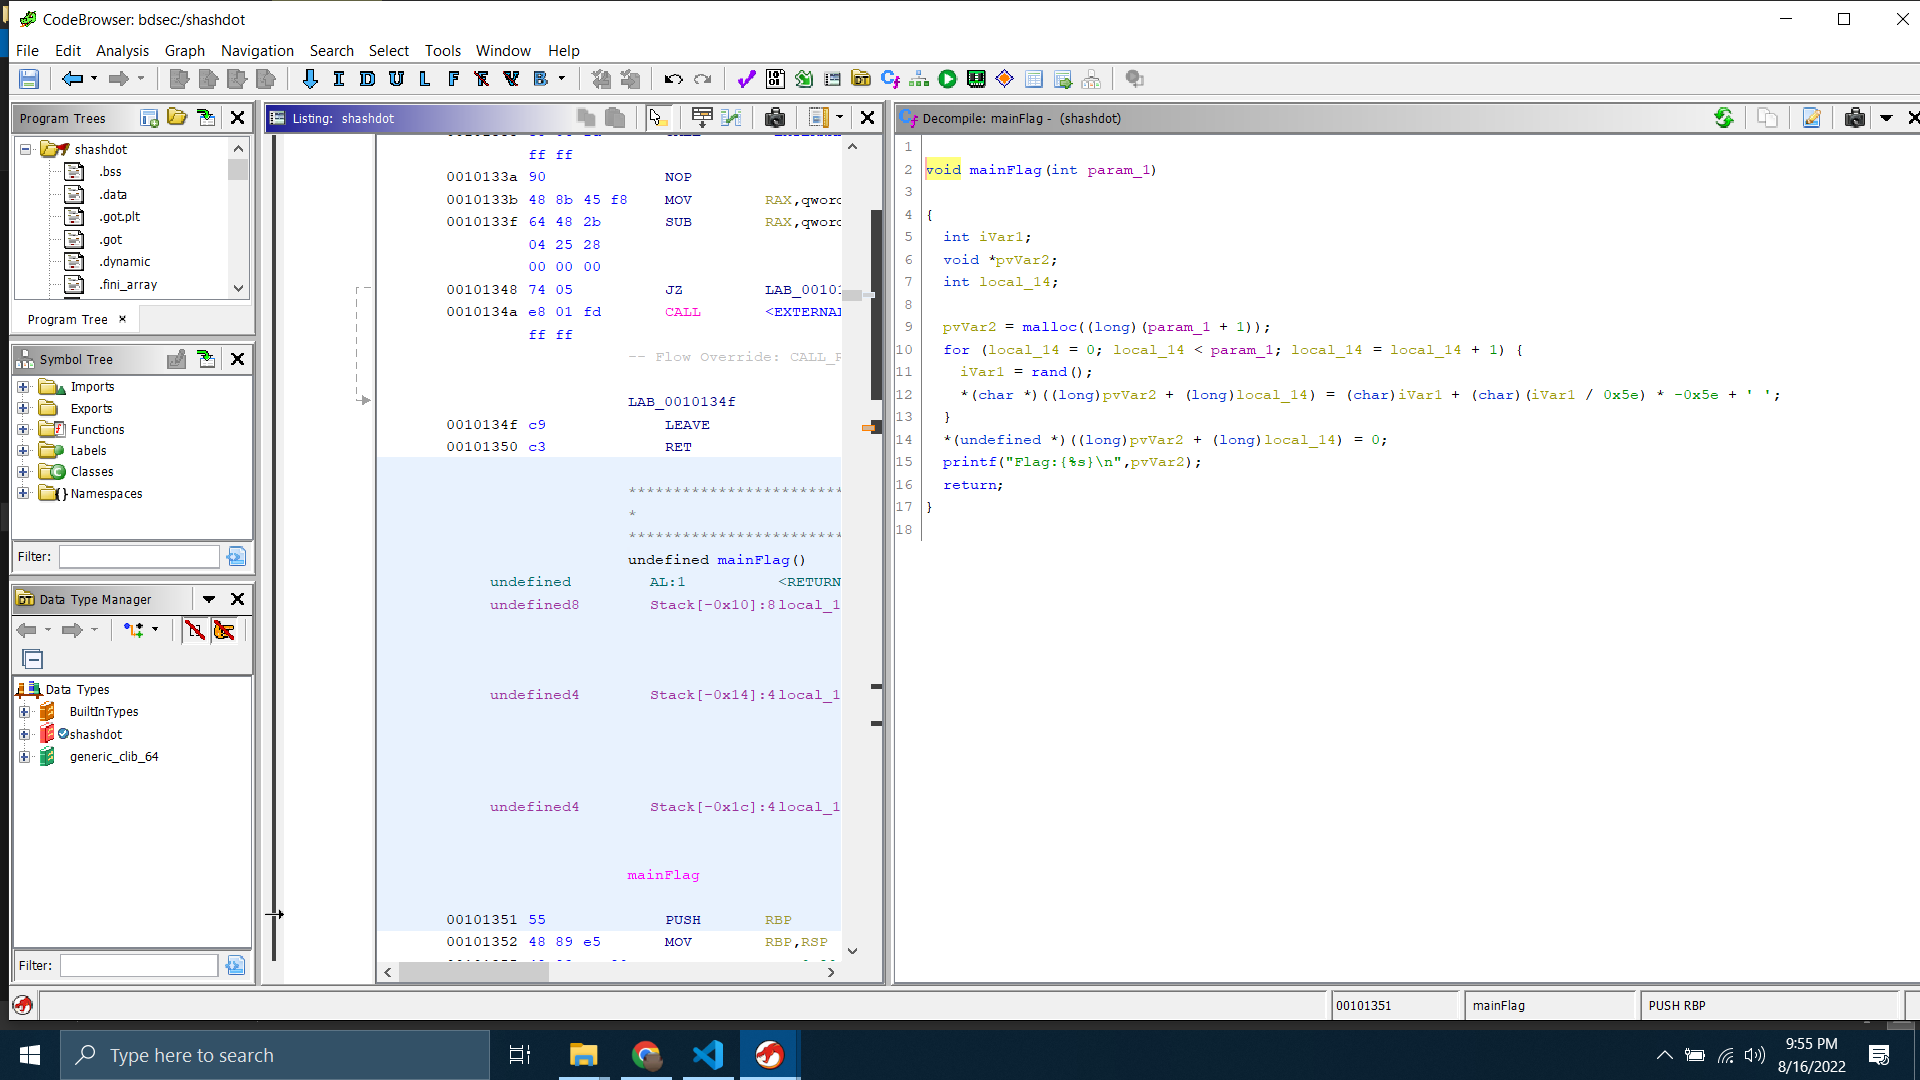 CodeBrowser: bdsec:/shashdot
File Edit Analysis Graph Navigation Search Select Tools Window Help
I D U L F V B
Program Trees
shashdot
.bss
.data
.got.plt
.got
.dynamic
.fini_array
Program Tree ×
Symbol Tree
Imports
Exports
Functions
Labels
Classes
Namespaces
Filter:
Data Type Manager
Data Types
BuiltInTypes
shashdot
generic_clib_64
Filter:
Listing: shashdot
ff ff
0010133a 90 NOP
0010133b 48 8b 45 f8 MOV RAX,qword
0010133f 64 48 2b SUB RAX,qword
04 25 28
00 00 00
00101348 74 05 JZ LAB_00101
0010134a e8 01 fd CALL <EXTERNAL
ff ff
-- Flow Override: CALL_R
LAB_0010134f
0010134f c9 LEAVE
00101350 c3 RET
************************
*
************************
undefined mainFlag()
undefined AL:1 <RETURN
undefined8 Stack[-0x10]:8 local_1
undefined4 Stack[-0x14]:4 local_1
undefined4 Stack[-0x1c]:4 local_1
mainFlag
00101351 55 PUSH RBP
00101352 48 89 e5 MOV RBP,RSP
Decompile: mainFlag - (shashdot)
1
2 void mainFlag(int param_1)
3
4 {
5 int iVar1;
6 void *pvVar2;
7 int local_14;
8
9 pvVar2 = malloc((long)(param_1 + 1));
10 for (local_14 = 0; local_14 < param_1; local_14 = local_14 + 1) {
11 iVar1 = rand();
12 *(char *)((long)pvVar2 + (long)local_14) = (char)iVar1 + (char)(iVar1 / 0x5e) * -0x5e + ' ';
13 }
14 *(undefined *)((long)pvVar2 + (long)local_14) = 0;
15 printf("Flag:{%s}\n",pvVar2);
16 return;
17 }
18
00101351 mainFlag PUSH RBP
Type here to search
9:55 PM
8/16/2022